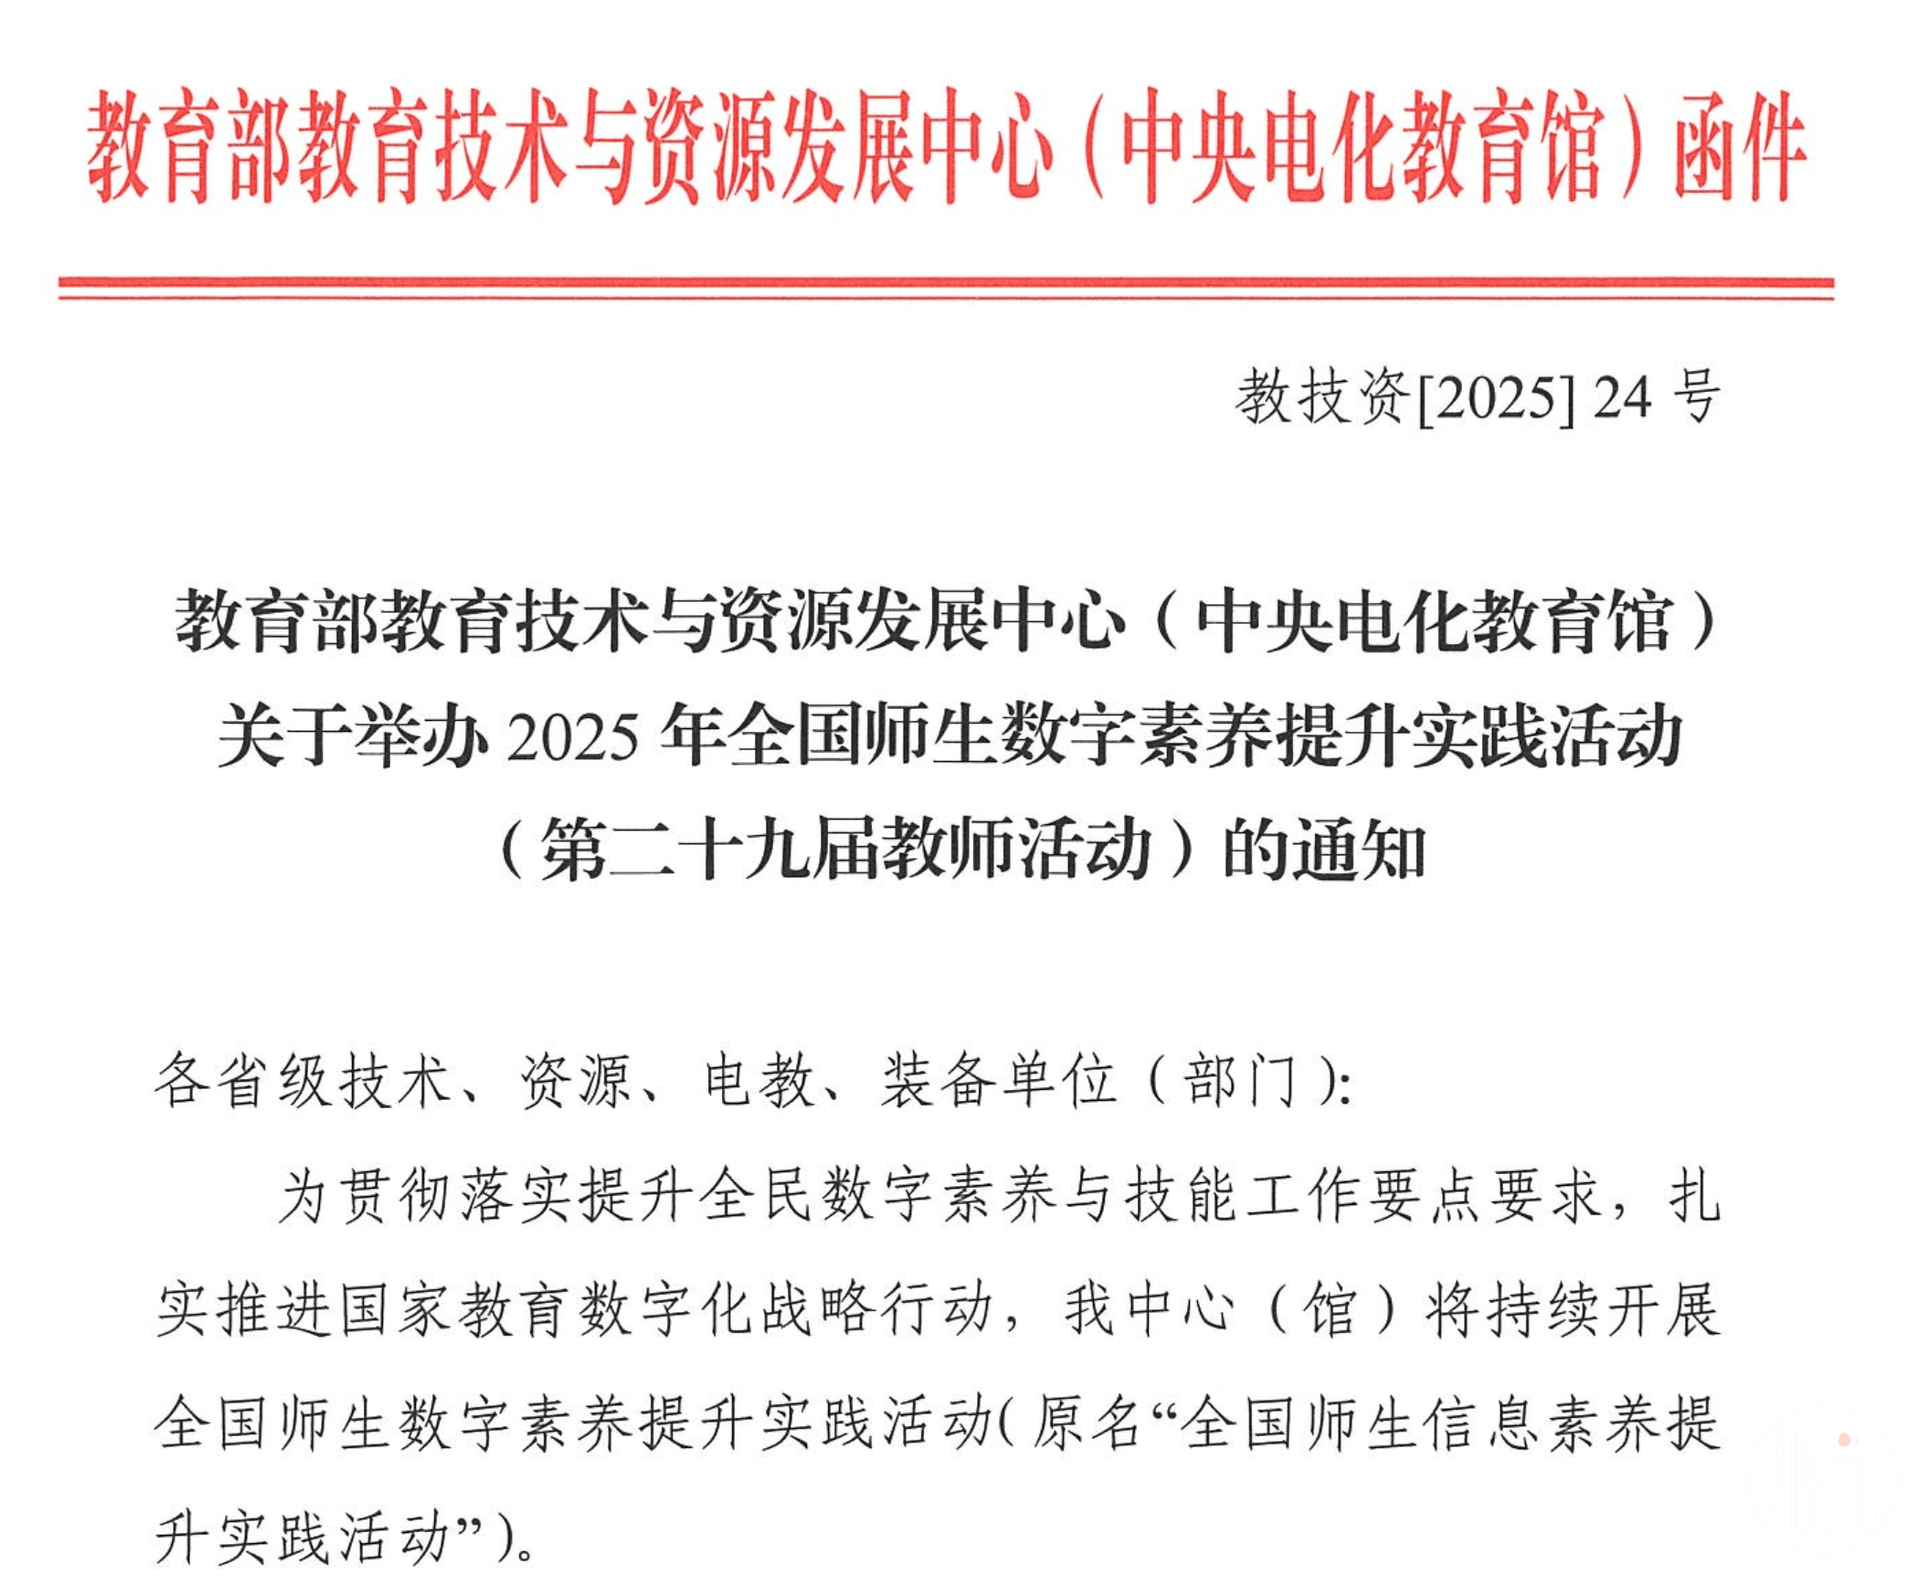 教育部教育技术与资源发展中心（中央电化教育馆）函件
教技资[2025] 24 号
教育部教育技术与资源发展中心（中央电化教育馆）
关于举办 2025 年全国师生数字素养提升实践活动
（第二十九届教师活动）的通知
各省级技术、资源、电教、装备单位（部门）：
为贯彻落实提升全民数字素养与技能工作要点要求，扎
实推进国家教育数字化战略行动，我中心（馆）将持续开展
全国师生数字素养提升实践活动（原名“全国师生信息素养提
升实践活动”）。